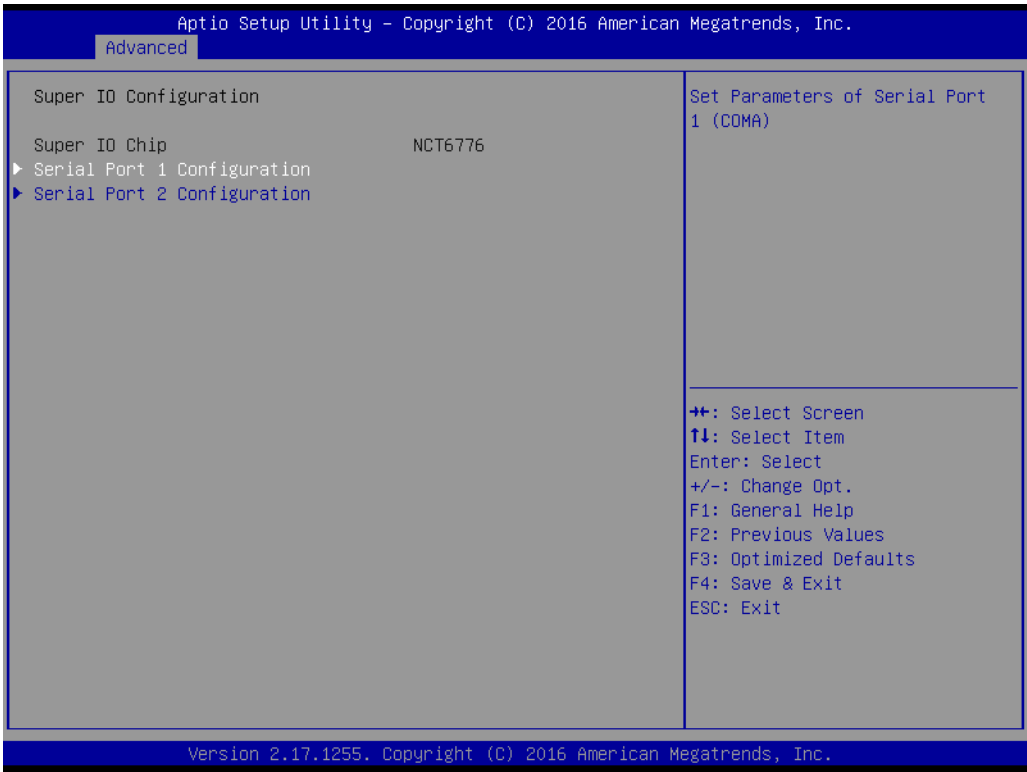 Aptio Setup Utility – Copyright (C) 2016 American Megatrends, Inc.
Advanced
Super IO Configuration
Super IO Chip NCT6776
▶ Serial Port 1 Configuration
▶ Serial Port 2 Configuration
Set Parameters of Serial Port
1 (COMA)
→←: Select Screen
↑↓: Select Item
Enter: Select
+/-: Change Opt.
F1: General Help
F2: Previous Values
F3: Optimized Defaults
F4: Save & Exit
ESC: Exit
Version 2.17.1255. Copyright (C) 2016 American Megatrends, Inc.